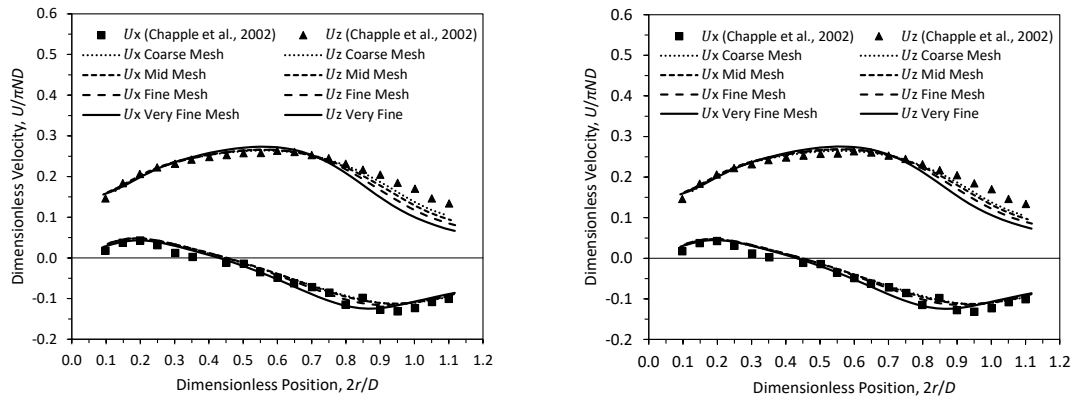 0.6
0.5
0.4
0.3
0.2
0.1
0.0
-0.1
-0.2
Dimensionless Velocity, U/πND
Ux (Chapple et al., 2002) Uz (Chapple et al., 2002)
Ux Coarse Mesh Uz Coarse Mesh
Ux Mid Mesh Uz Mid Mesh
Ux Fine Mesh Uz Fine Mesh
Ux Very Fine Mesh Uz Very Fine
0.0 0.1 0.2 0.3 0.4 0.5 0.6 0.7 0.8 0.9 1.0 1.1 1.2
Dimensionless Position, 2r/D
0.6
0.5
0.4
0.3
0.2
0.1
0.0
-0.1
-0.2
Dimensionless Velocity, U/πND
Ux (Chapple et al., 2002) Uz (Chapple et al., 2002)
Ux Coarse Mesh Uz Coarse Mesh
Ux Mid Mesh Uz Mid Mesh
Ux Fine Mesh Uz Fine Mesh
Ux Very Fine Mesh Uz Very Fine
0.0 0.1 0.2 0.3 0.4 0.5 0.6 0.7 0.8 0.9 1.0 1.1 1.2
Dimensionless Position, 2r/D